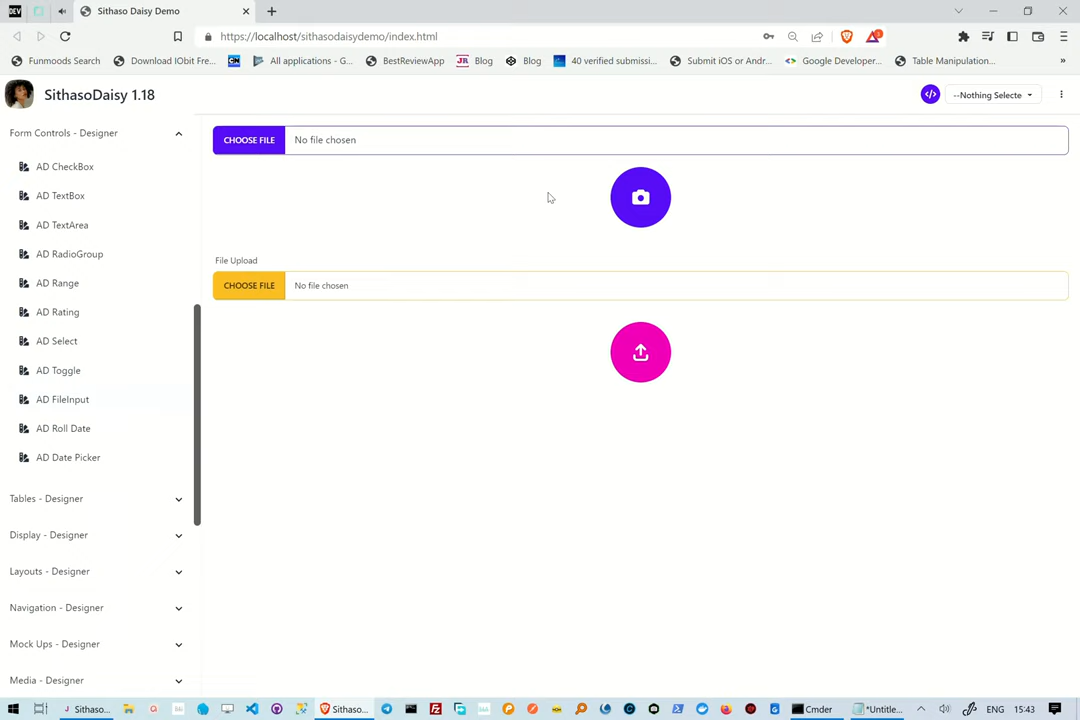 DEV
Sithaso Daisy Demo
https://localhost/sithasodaisydemo/index.html
Funmoods Search
Download IObit Fre...
All applications - G...
BestReviewApp
JR Blog
Blog
40 verified submissi...
Submit iOS or Andr...
Google Developer...
Table Manipulation...
»
SithasoDaisy 1.18
--Nothing Selecte
Form Controls - Designer
AD CheckBox
AD TextBox
AD TextArea
AD RadioGroup
AD Range
AD Rating
AD Select
AD Toggle
AD FileInput
AD Roll Date
AD Date Picker
Tables - Designer
Display - Designer
Layouts - Designer
Navigation - Designer
Mock Ups - Designer
Media - Designer
CHOOSE FILE No file chosen
File Upload
CHOOSE FILE No file chosen
Sithaso...
Sithaso...
Cmder
*Untitle...
ENG
15:43